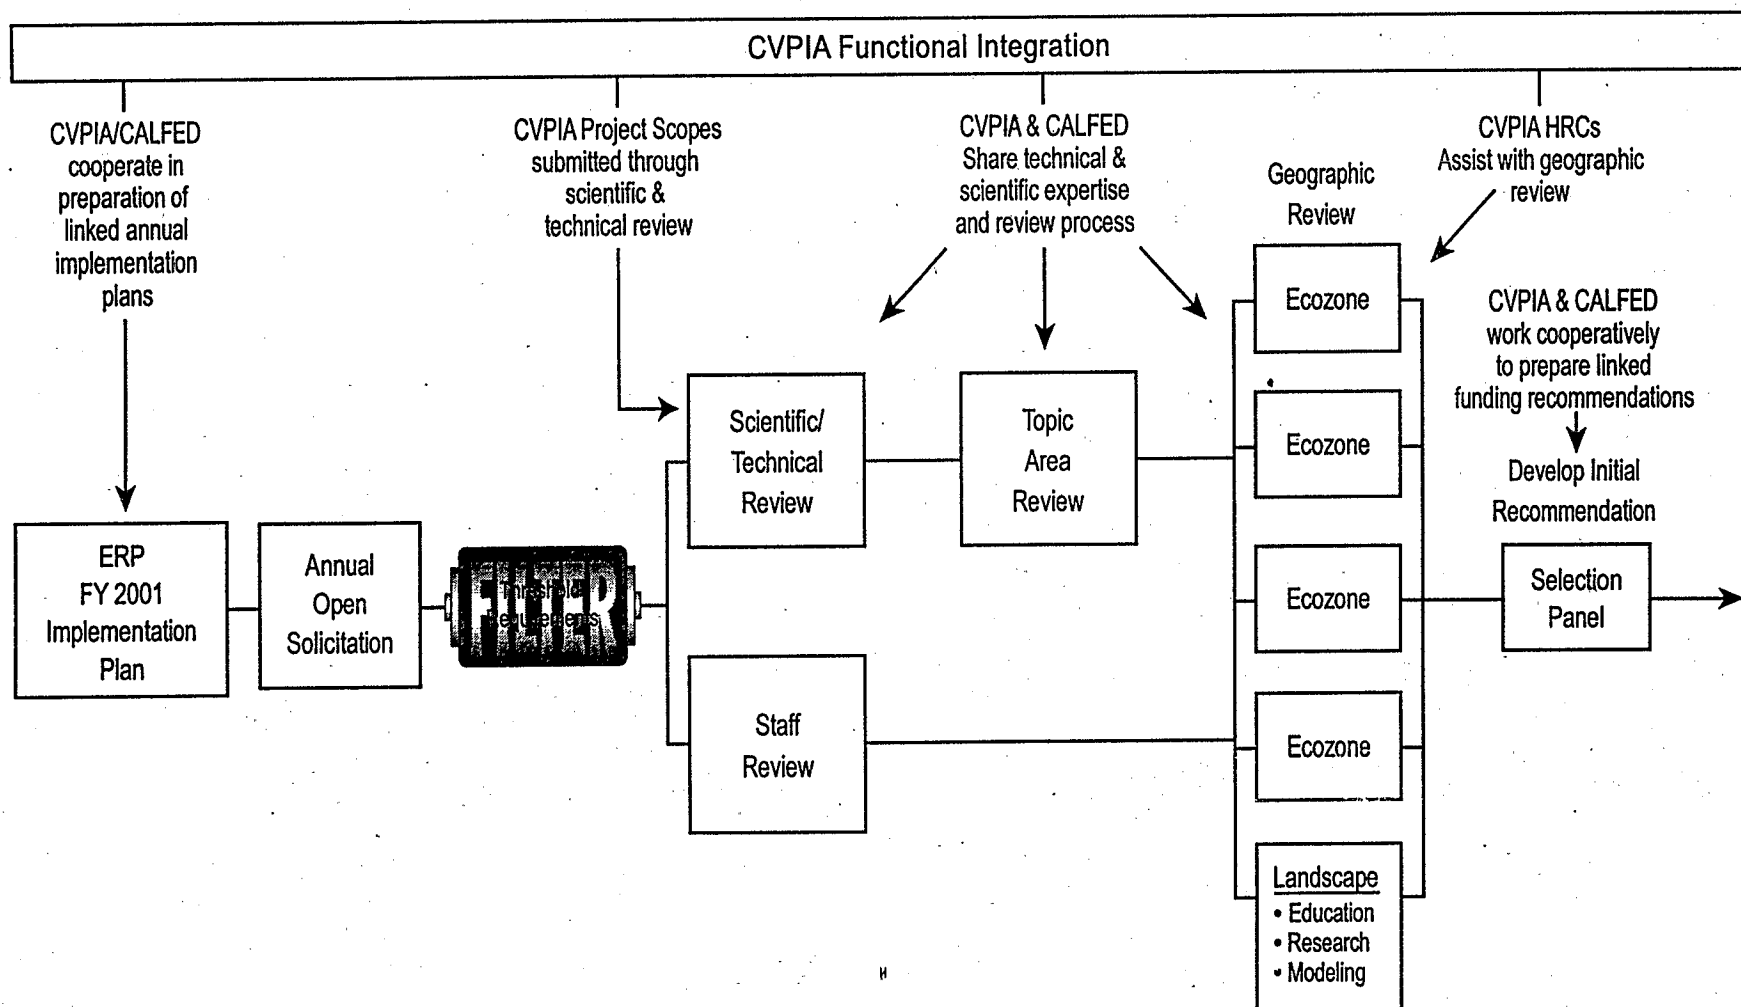 CVPIA Functional Integration
CVPIA/CALFED
cooperate in
preparation of
linked annual
implementation
plans
CVPIA Project Scopes
submitted through
scientific &
technical review
CVPIA & CALFED
Share technical &
scientific expertise
and review process
Geographic
Review
CVPIA HRCs
Assist with geographic
review
CVPIA & CALFED
work cooperatively
to prepare linked
funding recommendations
Develop Initial
Recommendation
ERP
FY 2001
Implementation
Plan
Annual
Open
Solicitation
FILTER
Threshold
Requirements
Scientific/
Technical
Review
Topic
Area
Review
Staff
Review
Ecozone
Ecozone
Ecozone
Ecozone
Landscape
• Education
• Research
• Modeling
Selection
Panel